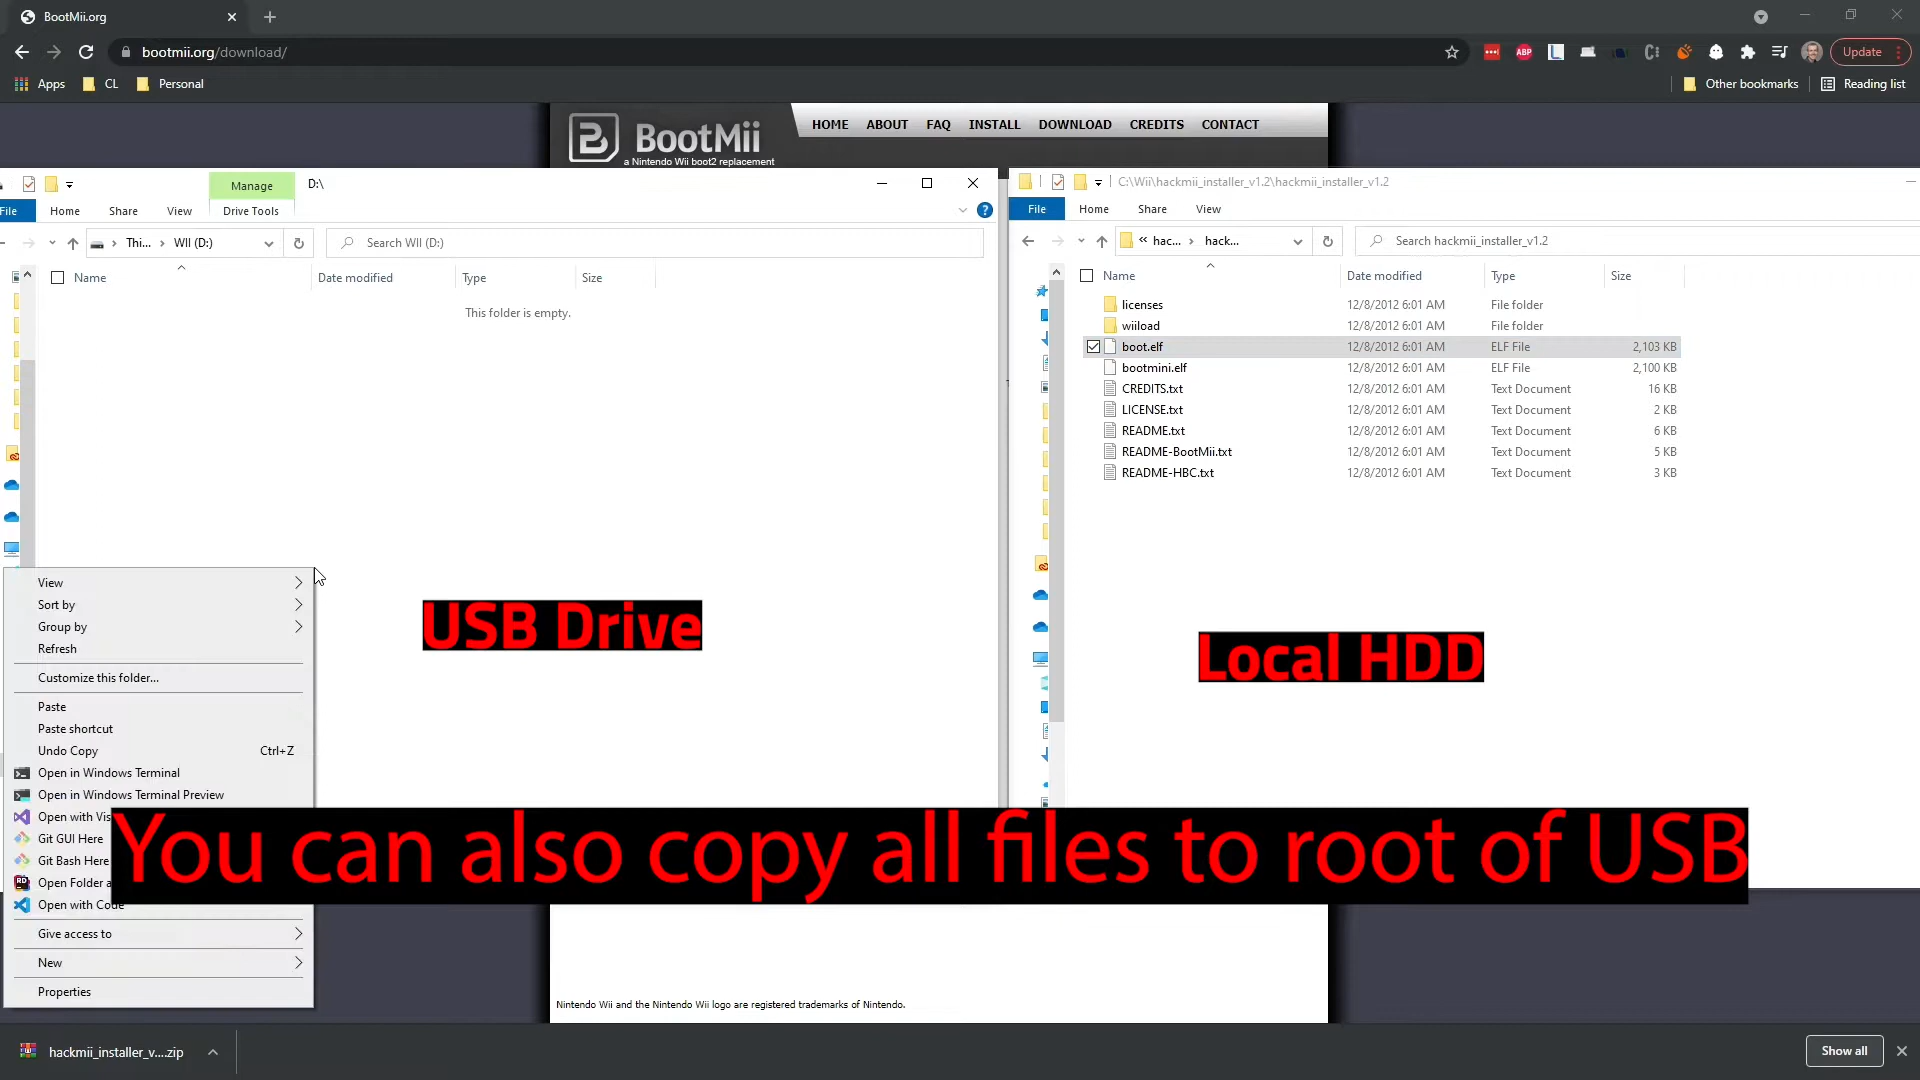 BootMii.org
bootmii.org/download/
ABP
Update
Apps
CL
Personal
Other bookmarks
Reading list
B BootMii
a Nintendo Wii boot2 replacement
HOME ABOUT FAQ INSTALL DOWNLOAD CREDITS CONTACT
Manage
D:\
File
Home
Share
View
Drive Tools
Thi... > WII (D:)
Search WII (D:)
Name
Date modified
Type
Size
This folder is empty.
C:\Wii\hackmii_installer_v1.2\hackmii_installer_v1.2
File
Home
Share
View
« hac... > hack...
Search hackmii_installer_v1.2
Name
Date modified
Type
Size
licenses 12/8/2012 6:01 AM File folder
wiiload 12/8/2012 6:01 AM File folder
boot.elf 12/8/2012 6:01 AM ELF File 2,103 KB
bootmini.elf 12/8/2012 6:01 AM ELF File 2,100 KB
CREDITS.txt 12/8/2012 6:01 AM Text Document 16 KB
LICENSE.txt 12/8/2012 6:01 AM Text Document 2 KB
README.txt 12/8/2012 6:01 AM Text Document 6 KB
README-BootMii.txt 12/8/2012 6:01 AM Text Document 5 KB
README-HBC.txt 12/8/2012 6:01 AM Text Document 3 KB
View
Sort by
Group by
Refresh
Customize this folder...
Paste
Paste shortcut
Undo Copy Ctrl+Z
Open in Windows Terminal
Open in Windows Terminal Preview
Open with Vis
Git GUI Here
Git Bash Here
Open Folder a
Open with Code
Give access to
New
Properties
USB Drive
Local HDD
You can also copy all files to root of USB
Nintendo Wii and the Nintendo Wii logo are registered trademarks of Nintendo.
hackmii_installer_v....zip
Show all